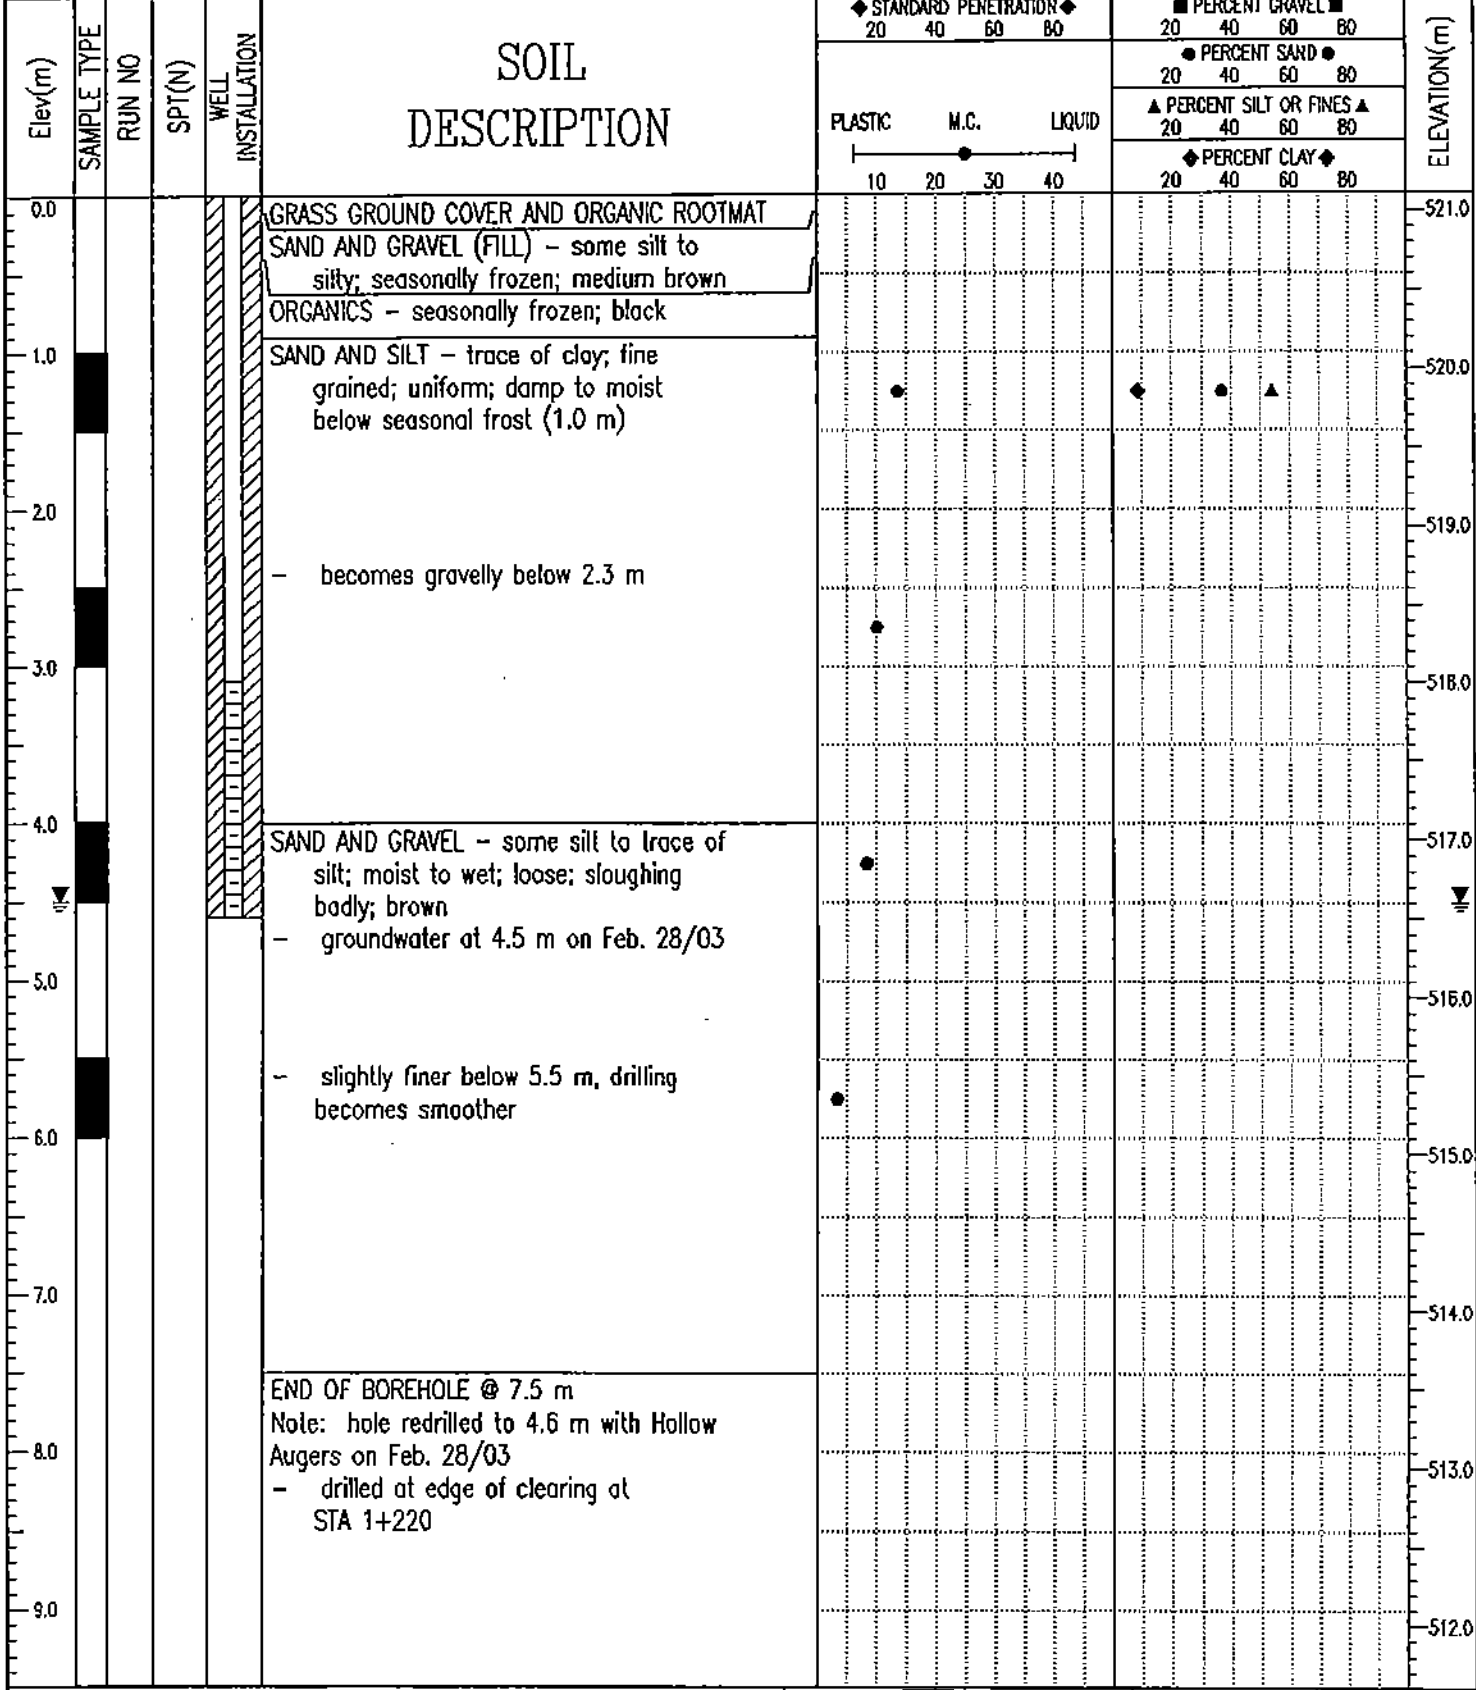 Elev(m)
SAMPLE TYPE
RUN NO
SPT(N)
WELL
INSTALLATION
SOIL
DESCRIPTION
◆ STANDARD PENETRATION ◆
20 40 60 80
PLASTIC M.C. LIQUID
10 20 30 40
■ PERCENT GRAVEL ■
20 40 60 80
● PERCENT SAND ●
20 40 60 80
▲ PERCENT SILT OR FINES ▲
20 40 60 80
◆ PERCENT CLAY ◆
20 40 60 80
ELEVATION(m)
0.0
GRASS GROUND COVER AND ORGANIC ROOTMAT
521.0
SAND AND GRAVEL (FILL) – some silt to
silty; seasonally frozen; medium brown
ORGANICS – seasonally frozen; black
1.0
SAND AND SILT – trace of clay; fine
520.0
grained; uniform; damp to moist
below seasonal frost (1.0 m)
2.0
519.0
– becomes gravelly below 2.3 m
3.0
518.0
4.0
SAND AND GRAVEL – some silt to trace of
517.0
silt; moist to wet; loose; sloughing
badly; brown
– groundwater at 4.5 m on Feb. 28/03
5.0
516.0
– slightly finer below 5.5 m, drilling
becomes smoother
6.0
515.0
7.0
514.0
END OF BOREHOLE @ 7.5 m
Note: hole redrilled to 4.6 m with Hollow
Augers on Feb. 28/03
8.0
513.0
– drilled at edge of clearing at
STA 1+220
9.0
512.0